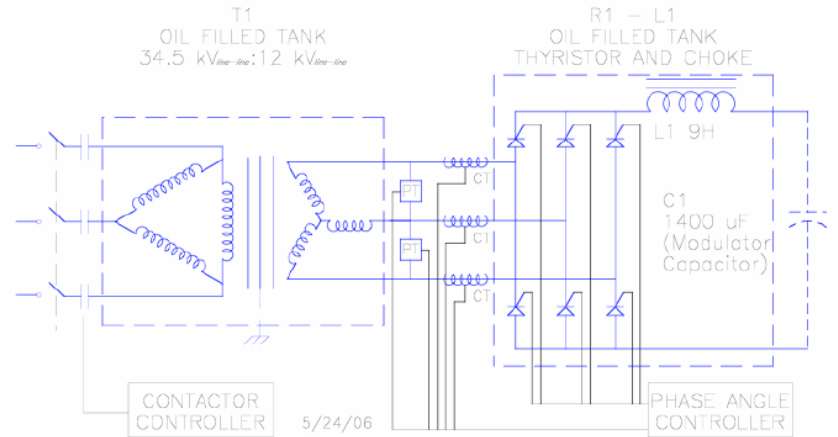 T1
OIL FILLED TANK
34.5 kVline-line:12 kVline-line
R1 - L1
OIL FILLED TANK
THYRISTOR AND CHOKE
L1 9H
CT
PT
C1
1400 uF
(Modulator
Capacitor)
CT
PT
CT
CONTACTOR
CONTROLLER
5/24/06
PHASE ANGLE
CONTROLLER